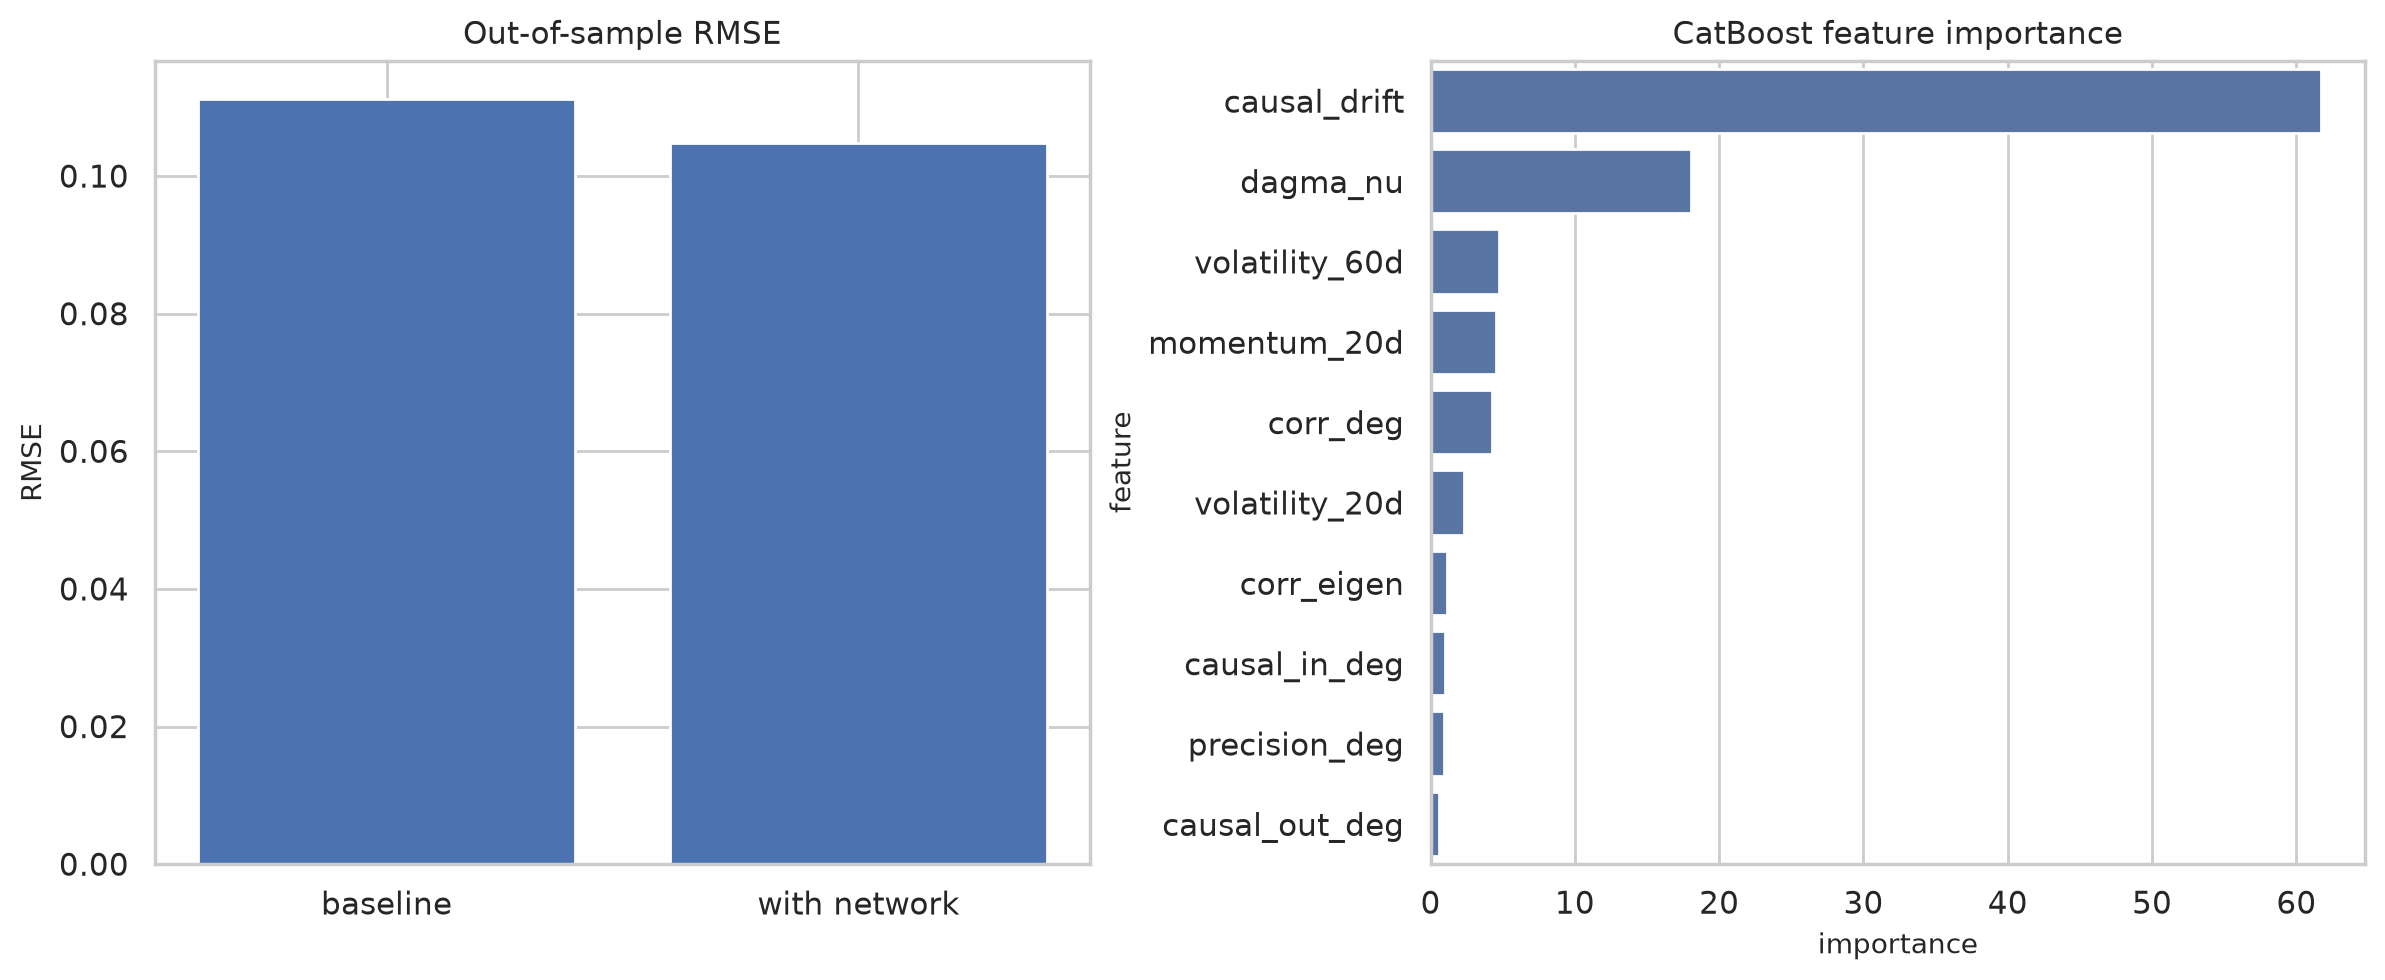 Out-of-sample RMSE
RMSE
0.10
0.08
0.06
0.04
0.02
0.00
baseline
with network
CatBoost feature importance
feature
causal_drift
dagma_nu
volatility_60d
momentum_20d
corr_deg
volatility_20d
corr_eigen
causal_in_deg
precision_deg
causal_out_deg
0 10 20 30 40 50 60
importance